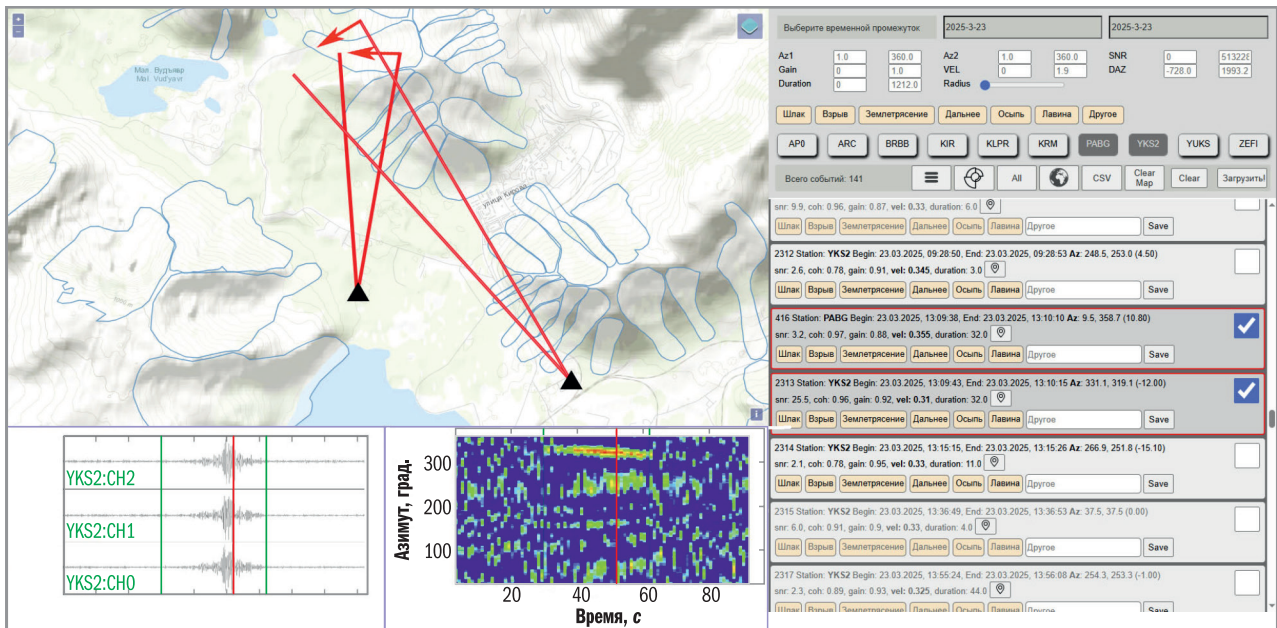 +
−
Мал. Вудъявр
Mal. Vud'yavr
улица Кирова
i
Выберите временной промежуток
2025-3-23
2025-3-23
Az1 1.0 360.0 Az2 1.0 360.0 SNR 0 513228
Gain 0 1.0 VEL 0 1.9 DAZ -728.0 1993.2
Duration 0 1212.0 Radius
Шлак Взрыв Землетрясение Дальнее Осыпь Лавина Другое
AP0 ARC BRBB KIR KLPR KRM PABG YKS2 YUKS ZEFI
Всего событий: 141 All CSV Clear Map Clear Загрузить!
snr: 9.9, coh: 0.96, gain: 0.87, vel: 0.33, duration: 6.0
Шлак Взрыв Землетрясение Дальнее Осыпь Лавина Другое Save
2312 Station: YKS2 Begin: 23.03.2025, 09:28:50, End: 23.03.2025, 09:28:53 Az: 248.5, 253.0 (4.50)
snr: 2.6, coh: 0.78, gain: 0.91, vel: 0.345, duration: 3.0
Шлак Взрыв Землетрясение Дальнее Осыпь Лавина Другое Save
416 Station: PABG Begin: 23.03.2025, 13:09:38, End: 23.03.2025, 13:10:10 Az: 9.5, 358.7 (10.80)
snr: 3.2, coh: 0.97, gain: 0.88, vel: 0.355, duration: 32.0
Шлак Взрыв Землетрясение Дальнее Осыпь Лавина Другое Save
2313 Station: YKS2 Begin: 23.03.2025, 13:09:43, End: 23.03.2025, 13:10:15 Az: 331.1, 319.1 (-12.00)
snr: 25.5, coh: 0.96, gain: 0.92, vel: 0.31, duration: 32.0
Шлак Взрыв Землетрясение Дальнее Осыпь Лавина Другое Save
2314 Station: YKS2 Begin: 23.03.2025, 13:15:15, End: 23.03.2025, 13:15:26 Az: 266.9, 251.8 (-15.10)
snr: 2.1, coh: 0.78, gain: 0.95, vel: 0.33, duration: 11.0
Шлак Взрыв Землетрясение Дальнее Осыпь Лавина Другое Save
2315 Station: YKS2 Begin: 23.03.2025, 13:36:49, End: 23.03.2025, 13:36:53 Az: 37.5, 37.5 (0.00)
snr: 6.0, coh: 0.91, gain: 0.9, vel: 0.33, duration: 4.0
Шлак Взрыв Землетрясение Дальнее Осыпь Лавина Другое Save
2317 Station: YKS2 Begin: 23.03.2025, 13:55:24, End: 23.03.2025, 13:56:08 Az: 254.3, 253.3 (-1.00)
snr: 2.3, coh: 0.89, gain: 0.93, vel: 0.325, duration: 44.0
Шлак Взрыв Землетрясение Дальнее Осыпь Лавина Другое Save
YKS2:CH2
YKS2:CH1
YKS2:CH0
Азимут, град.
300
200
100
20 40 60 80
Время, с